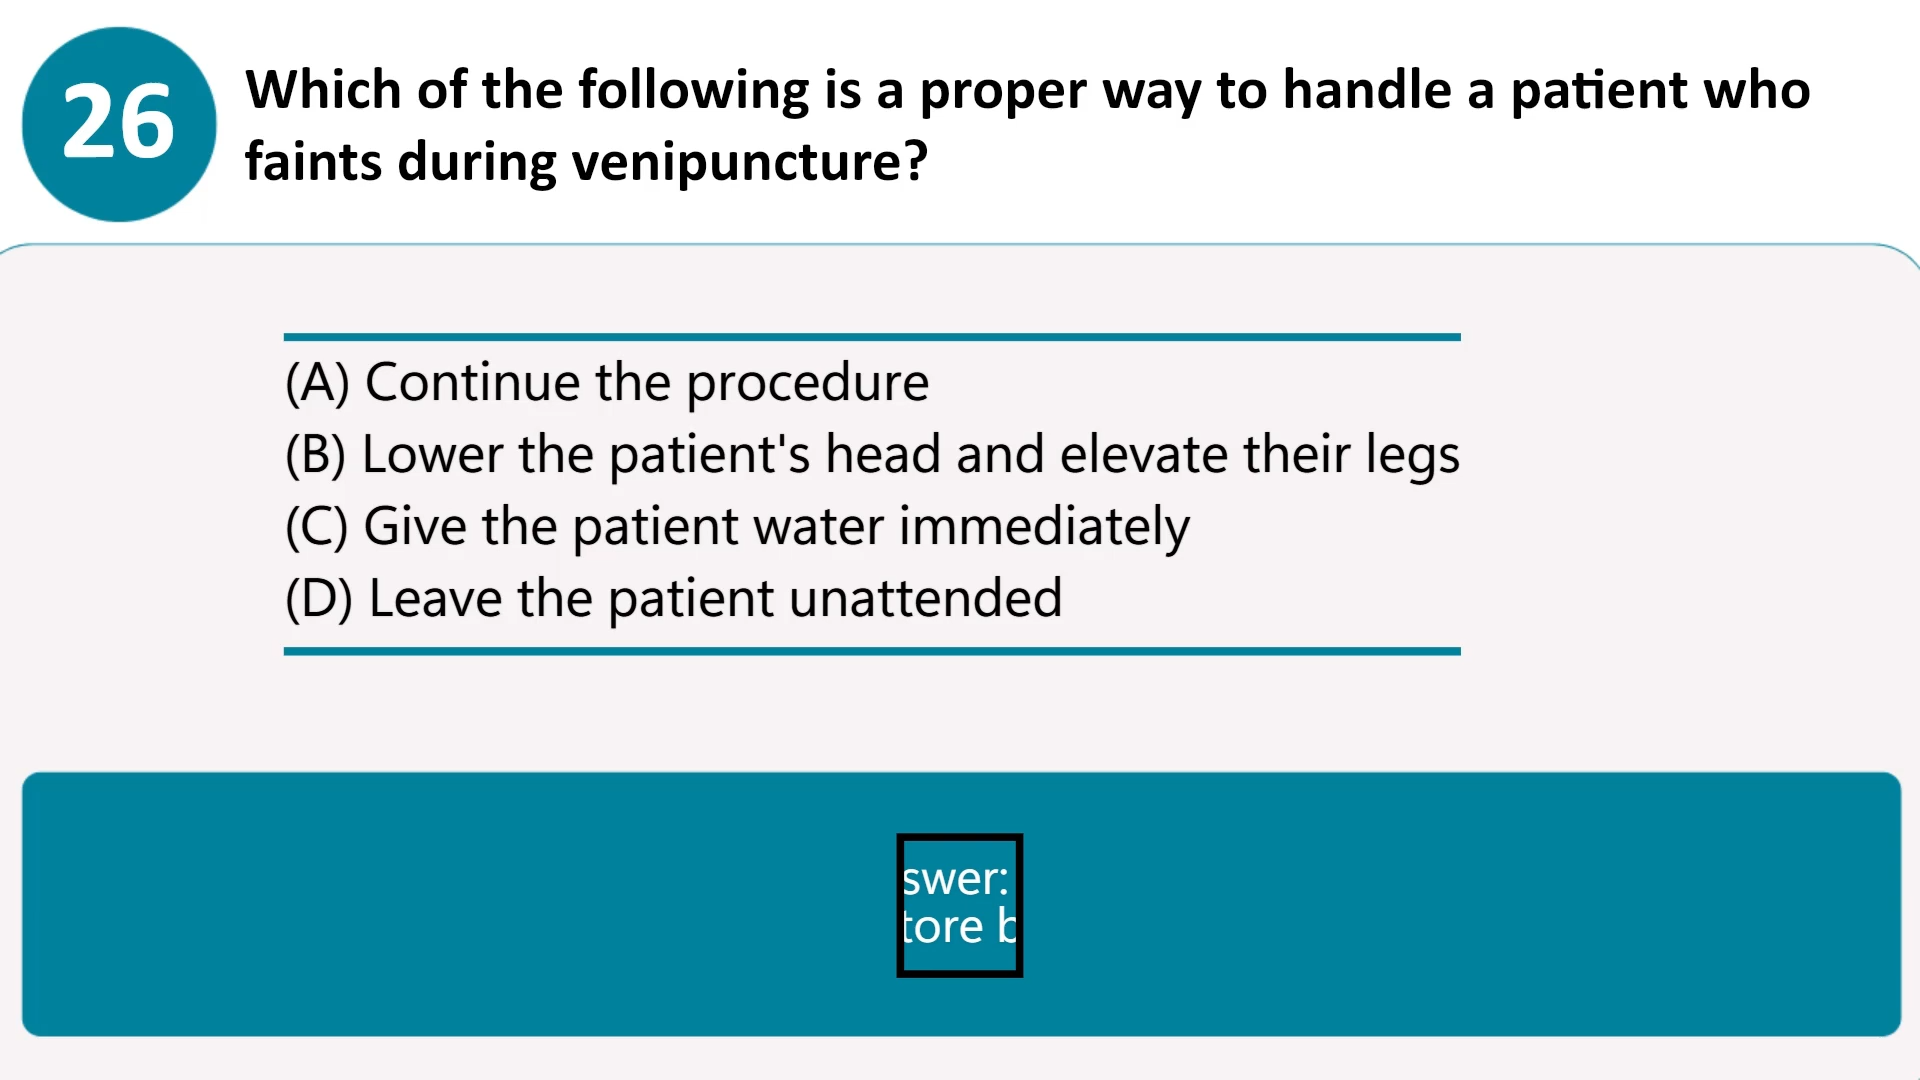 26
Which of the following is a proper way to handle a patient who
faints during venipuncture?
(A) Continue the procedure
(B) Lower the patient's head and elevate their legs
(C) Give the patient water immediately
(D) Leave the patient unattended
swer:
tore b